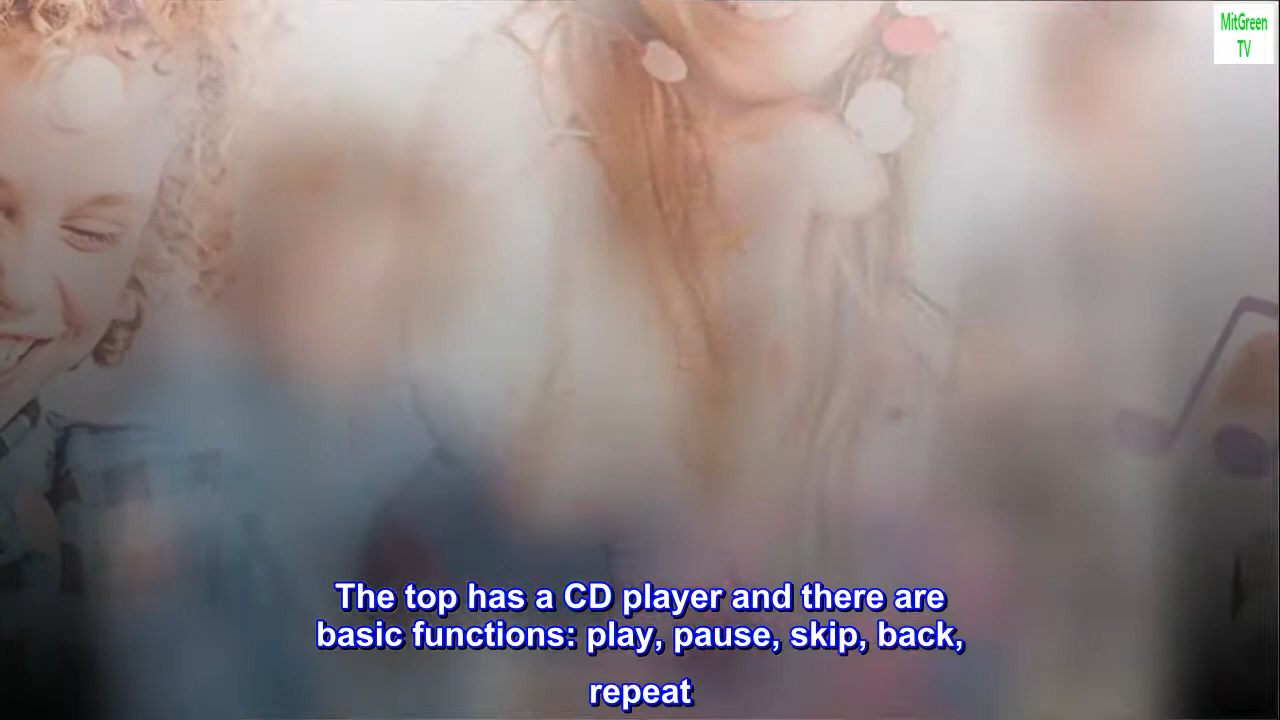 MitGreen
TV
The top has a CD player and there are
basic functions: play, pause, skip, back,
repeat